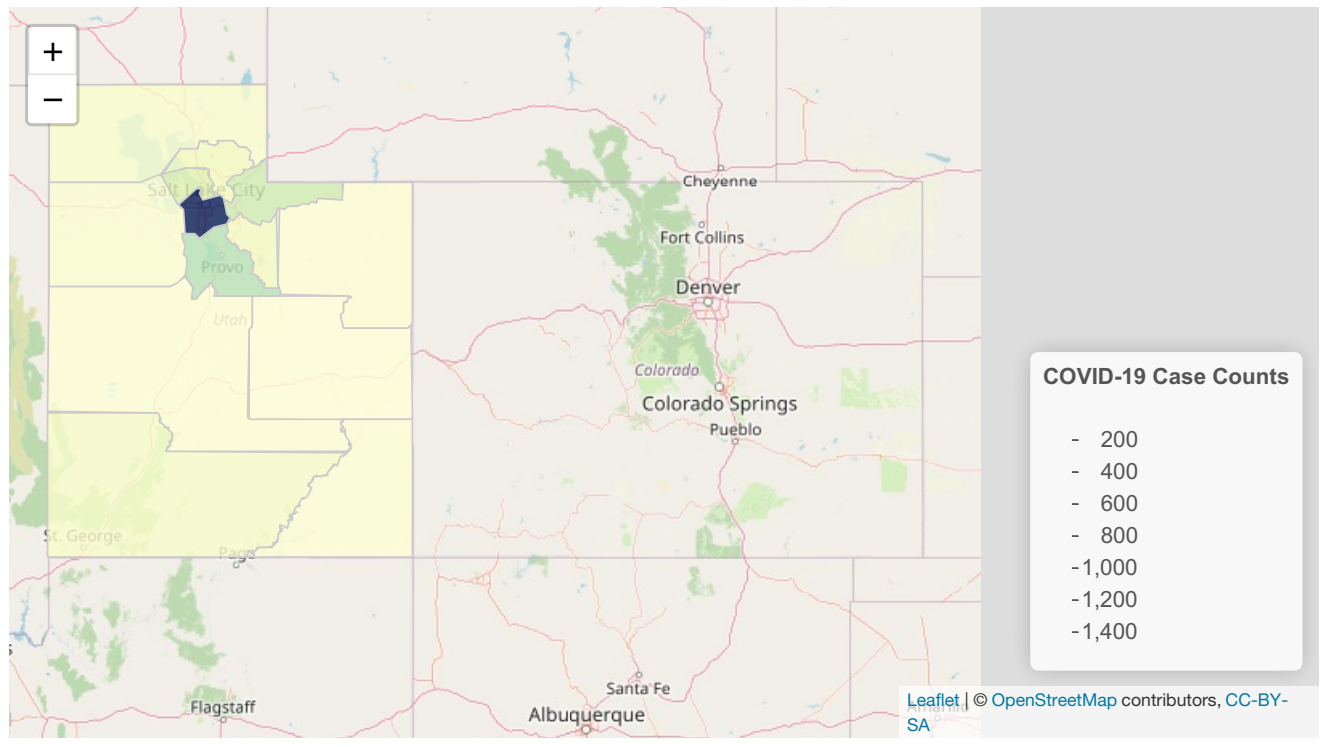 +
−
Salt Lake City
Cheyenne
Fort Collins
Provo
Denver
Utah
Colorado
COVID-19 Case Counts
Colorado Springs
Pueblo
- 200
- 400
- 600
- 800
-1,000
-1,200
-1,400
St. George
Page
Santa Fe
Flagstaff
Albuquerque
Amarillo
Leaflet | © OpenStreetMap contributors, CC-BY-
SA